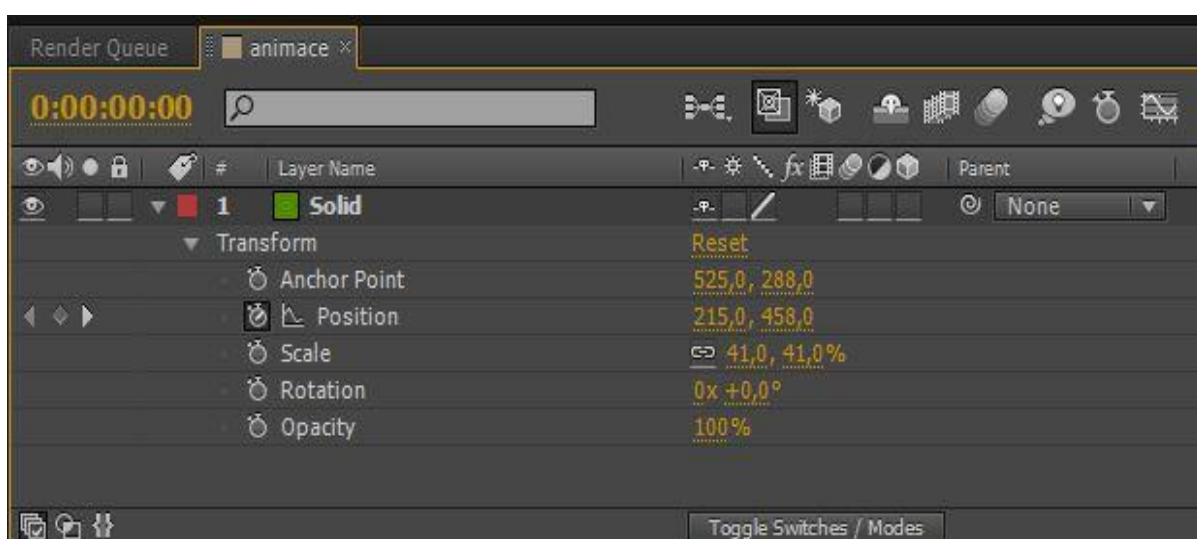 Render Queue animace ×
0:00:00:00
# Layer Name fx Parent
1 Solid None
Transform Reset
Anchor Point 525,0, 288,0
Position 215,0, 458,0
Scale 41,0, 41,0%
Rotation 0x +0,0°
Opacity 100%
Toggle Switches / Modes